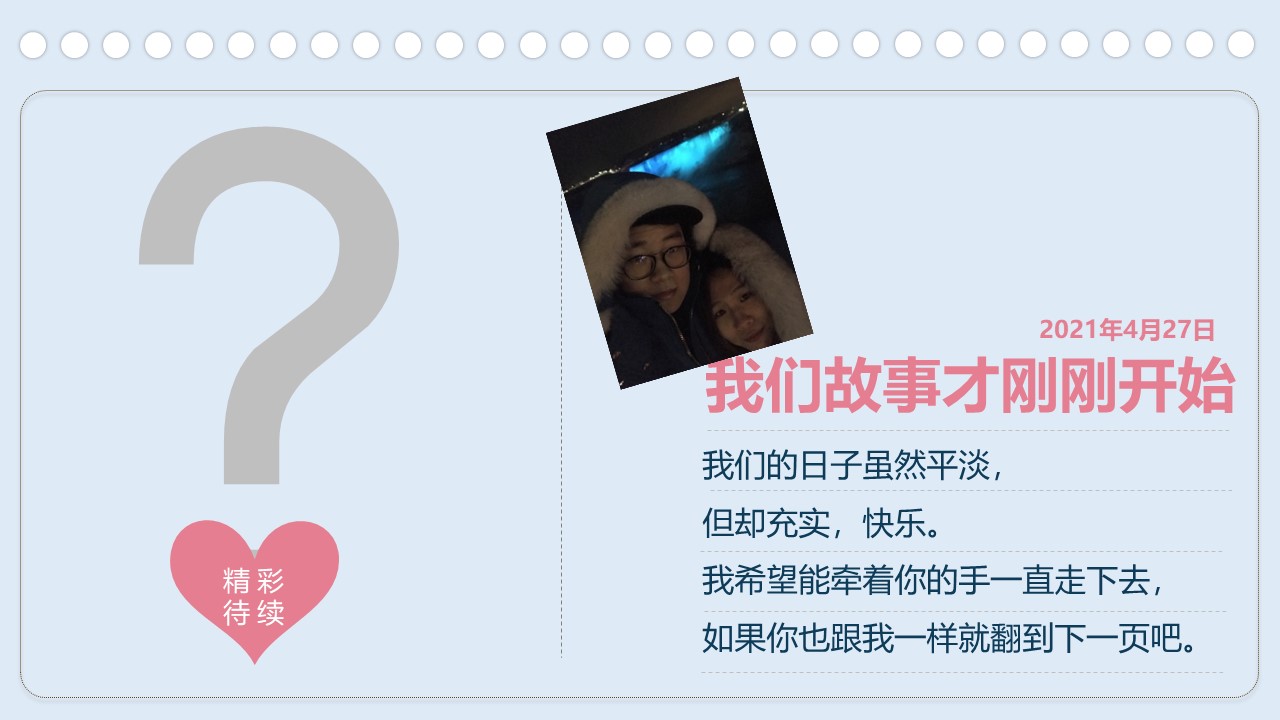 精 彩
待 续
2021年4月27日
我们故事才刚刚开始
我们的日子虽然平淡，
但却充实，快乐。
我希望能牵着你的手一直走下去，
如果你也跟我一样就翻到下一页吧。